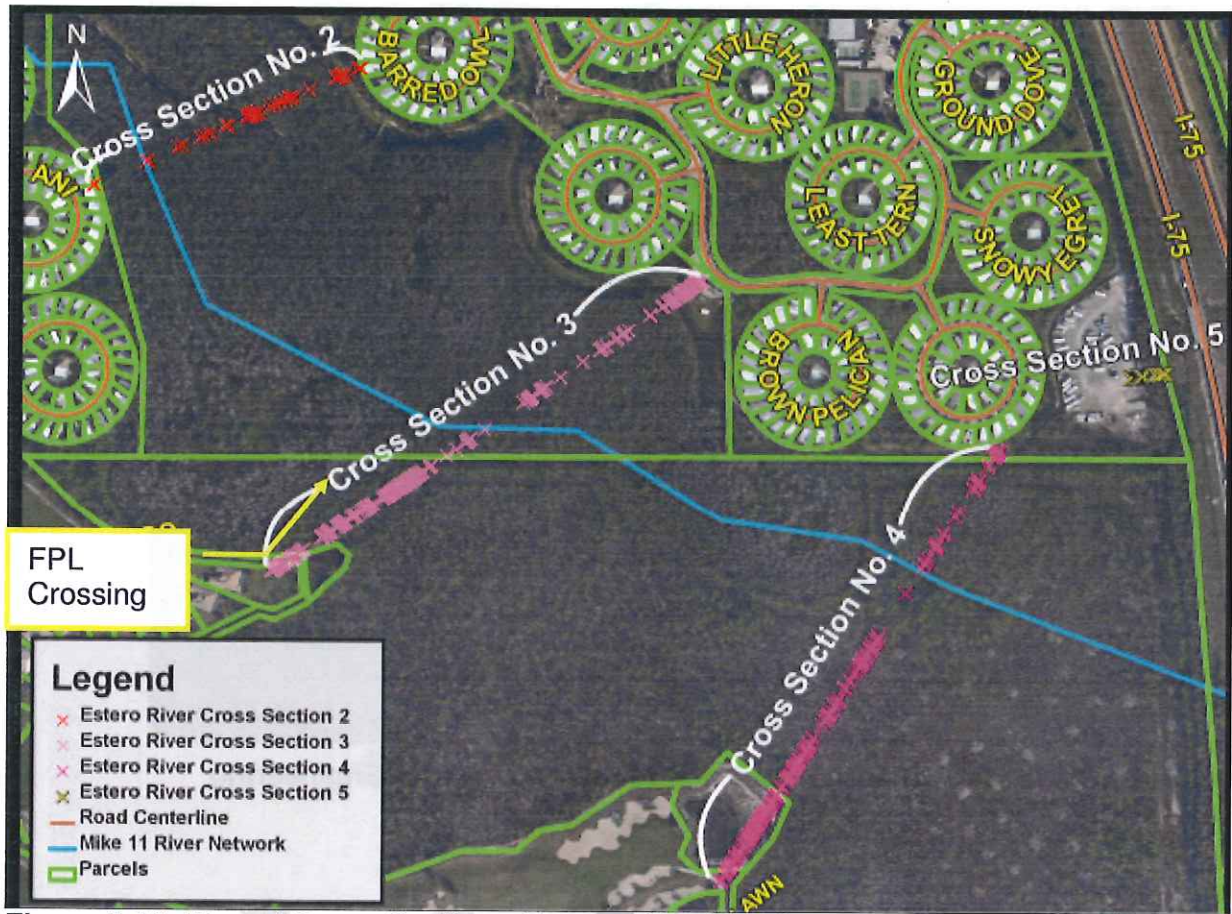 N
Cross Section No. 2
BARRED OWL
LITTLE HERON
GROUND DOVE
I-75
ANI
LEAST TERN
SNOWY EGRET
I-75
Cross Section No. 3
BROWN PELICAN
Cross Section No. 5
Cross Section No. 4
FPL
Crossing
Legend
Estero River Cross Section 2
Estero River Cross Section 3
Estero River Cross Section 4
Estero River Cross Section 5
Road Centerline
Mike 11 River Network
Parcels
AWN